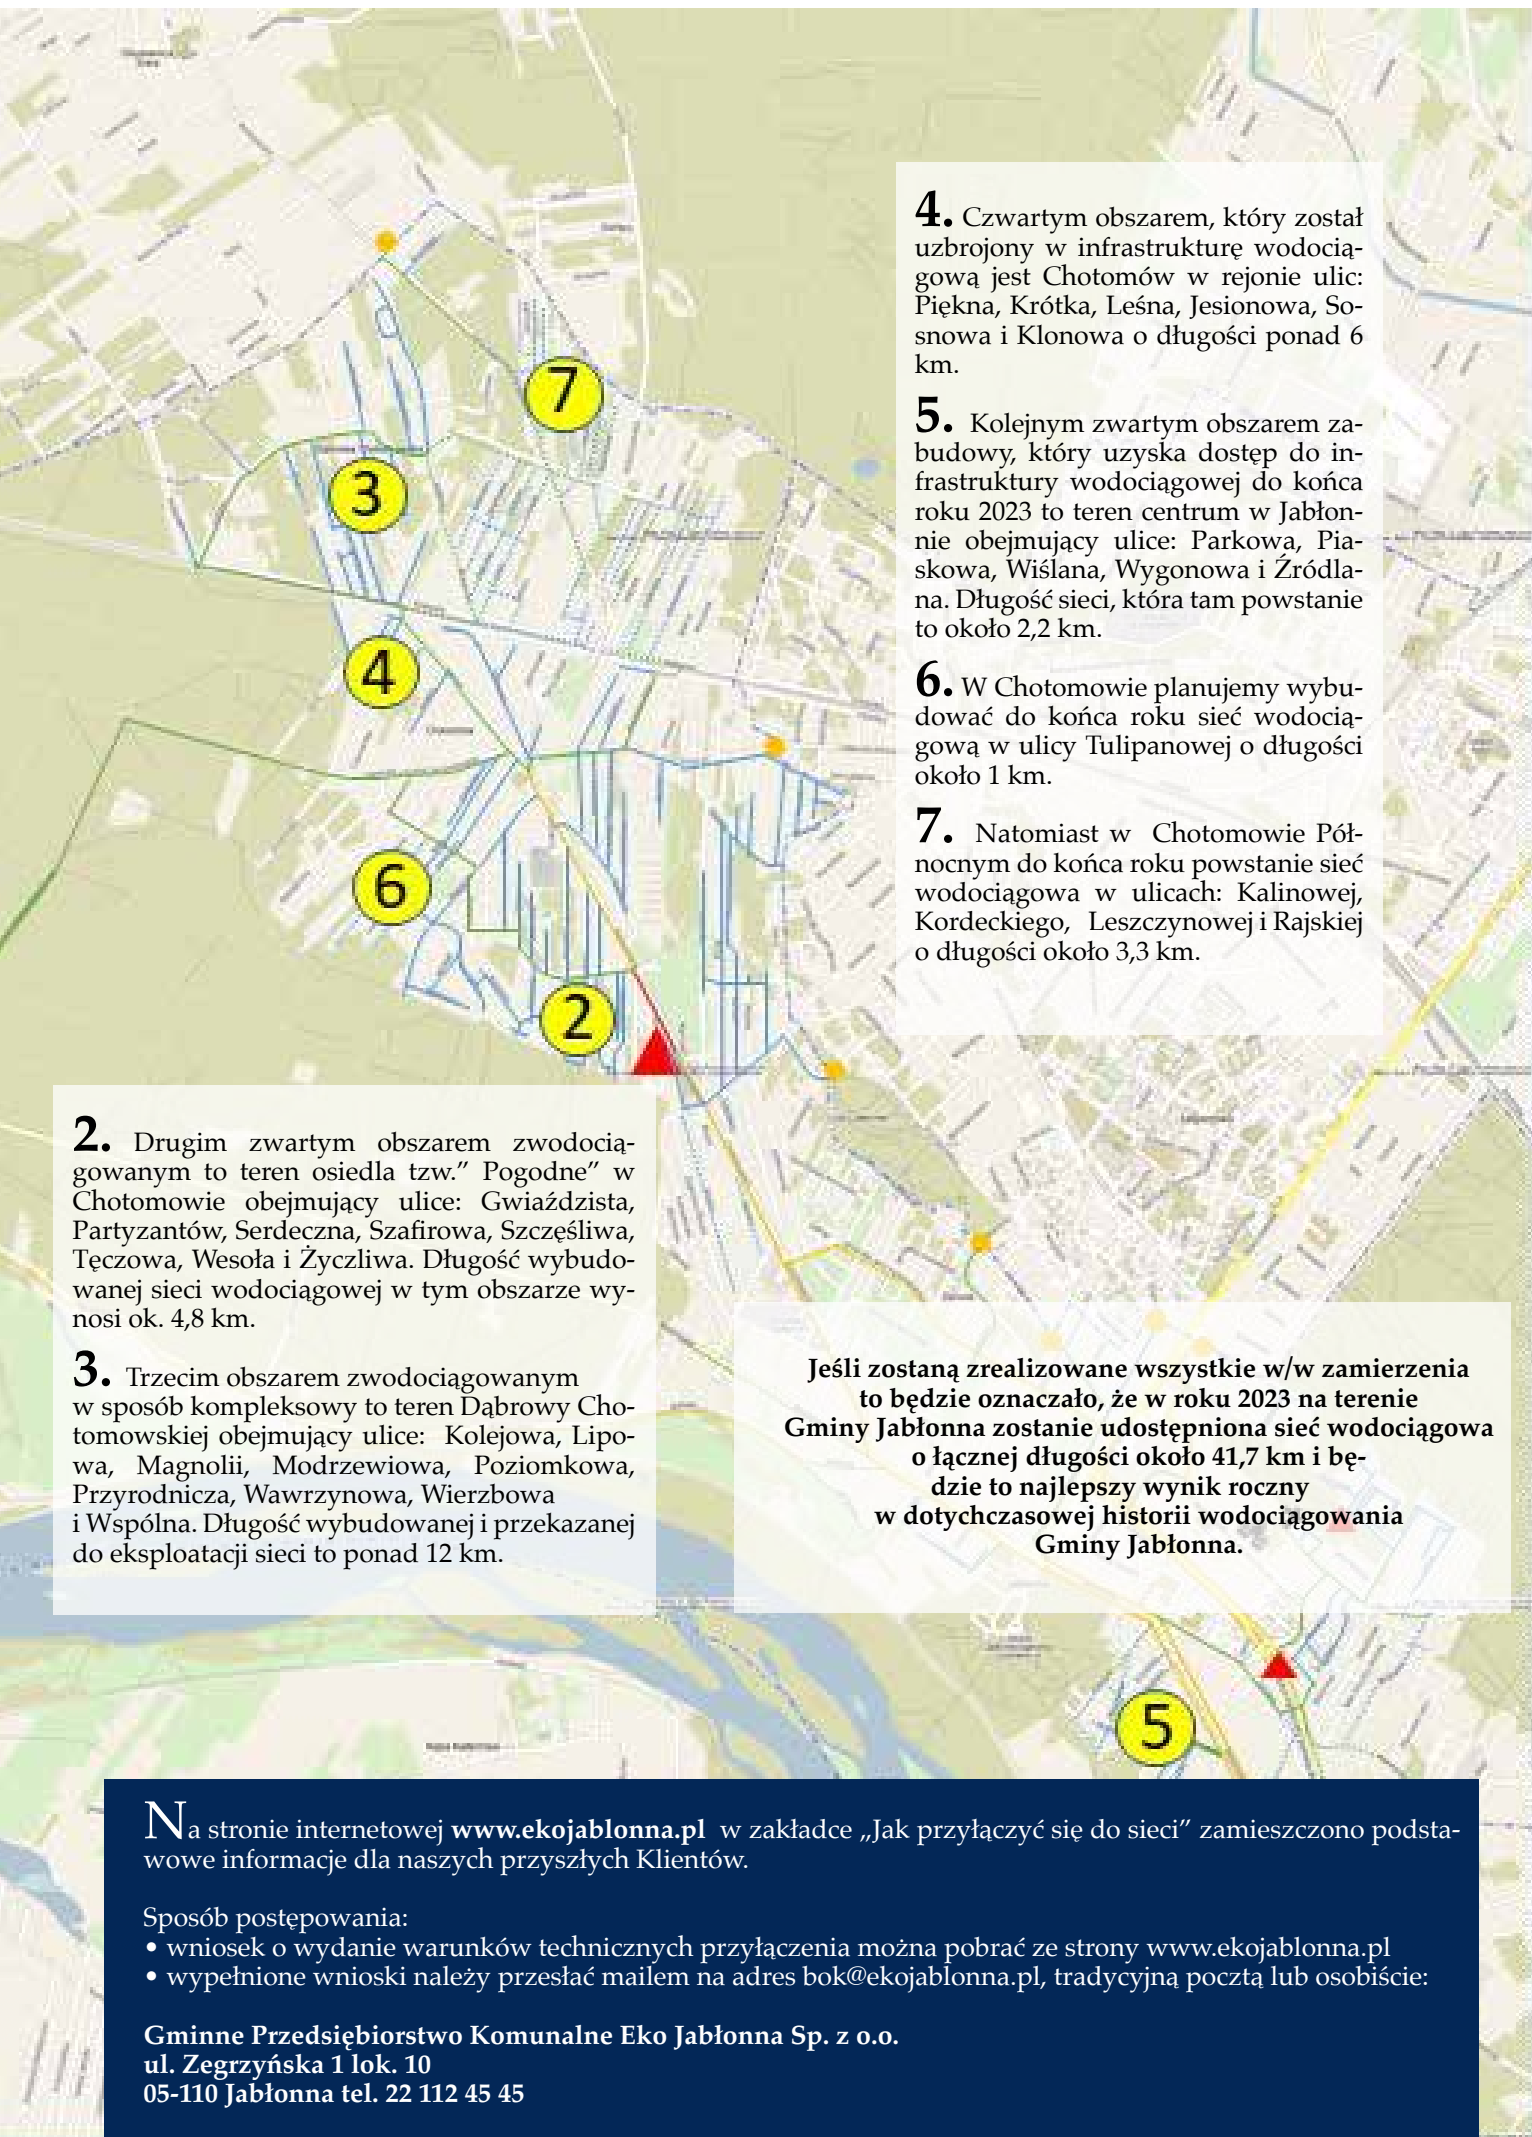 4. Czwartym obszarem, który został
uzbrojony w infrastrukturę wodocią-
gową jest Chotomów w rejonie ulic:
Piękna, Krótka, Leśna, Jesionowa, So-
snowa i Klonowa o długości ponad 6
km.
5. Kolejnym zwartym obszarem za-
budowy, który uzyska dostęp do in-
frastruktury wodociągowej do końca
roku 2023 to teren centrum w Jabłon-
nie obejmujący ulice: Parkowa, Pia-
skowa, Wiślana, Wygonowa i Źródla-
na. Długość sieci, która tam powstanie
to około 2,2 km.
6. W Chotomowie planujemy wybu-
dować do końca roku sieć wodocią-
gową w ulicy Tulipanowej o długości
około 1 km.
7. Natomiast w Chotomowie Pół-
nocnym do końca roku powstanie sieć
wodociągowa w ulicach: Kalinowej,
Kordeckiego, Leszczynowej i Rajskiej
o długości około 3,3 km.
7
3
4
6
2
2. Drugim zwartym obszarem zwodocią-
gowanym to teren osiedla tzw.” Pogodne” w
Chotomowie obejmujący ulice: Gwiaździsta,
Partyzantów, Serdeczna, Szafirowa, Szczęśliwa,
Tęczowa, Wesoła i Życzliwa. Długość wybudo-
wanej sieci wodociągowej w tym obszarze wy-
nosi ok. 4,8 km.
3. Trzecim obszarem zwodociągowanym
w sposób kompleksowy to teren Dąbrowy Cho-
tomowskiej obejmujący ulice: Kolejowa, Lipo-
wa, Magnolii, Modrzewiowa, Poziomkowa,
Przyrodnicza, Wawrzynowa, Wierzbowa
i Wspólna. Długość wybudowanej i przekazanej
do eksploatacji sieci to ponad 12 km.
Jeśli zostaną zrealizowane wszystkie w/w zamierzenia
to będzie oznaczało, że w roku 2023 na terenie
Gminy Jabłonna zostanie udostępniona sieć wodociągowa
o łącznej długości około 41,7 km i bę-
dzie to najlepszy wynik roczny
w dotychczasowej historii wodociągowania
Gminy Jabłonna.
5
Na stronie internetowej www.ekojablonna.pl w zakładce „Jak przyłączyć się do sieci” zamieszczono podsta-
wowe informacje dla naszych przyszłych Klientów.
Sposób postępowania:
• wniosek o wydanie warunków technicznych przyłączenia można pobrać ze strony www.ekojablonna.pl
• wypełnione wnioski należy przesłać mailem na adres bok@ekojablonna.pl, tradycyjną pocztą lub osobiście:
Gminne Przedsiębiorstwo Komunalne Eko Jabłonna Sp. z o.o.
ul. Zegrzyńska 1 lok. 10
05-110 Jabłonna tel. 22 112 45 45